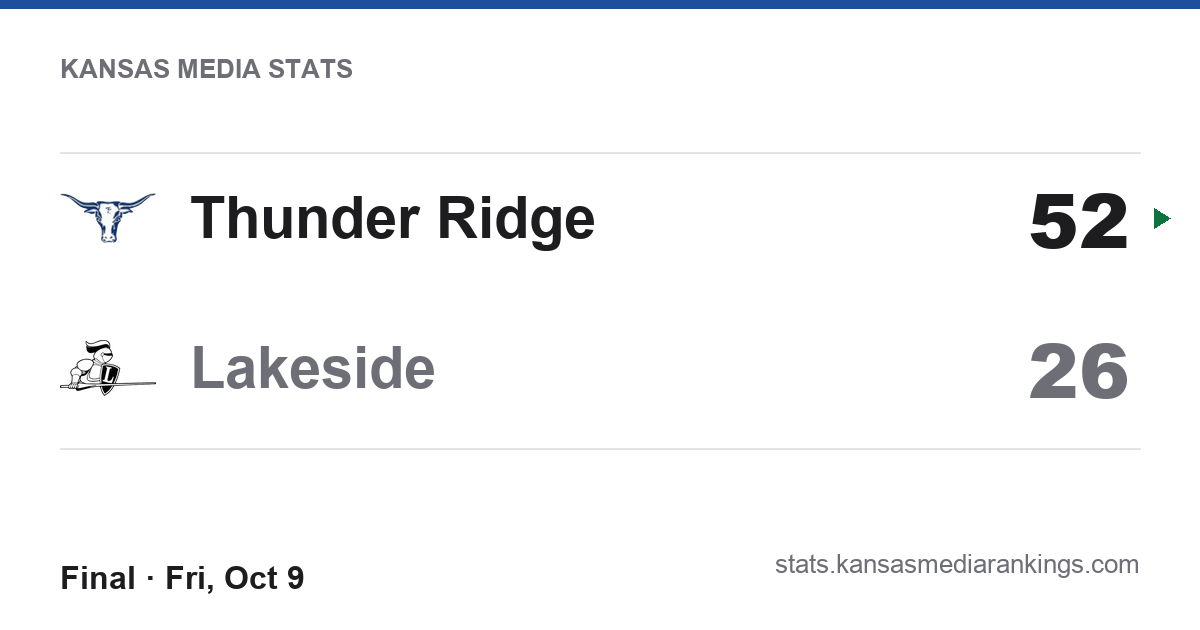 KANSAS MEDIA STATS
Thunder Ridge 52
Lakeside 26
L
Final · Fri, Oct 9
stats.kansasmediarankings.com